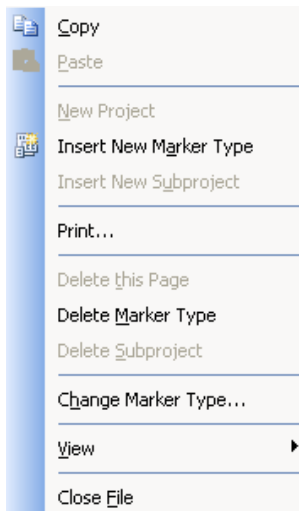 Copy
Paste
New Project
Insert New Marker Type
Insert New Subproject
Print...
Delete this Page
Delete Marker Type
Delete Subproject
Change Marker Type...
View
Close File